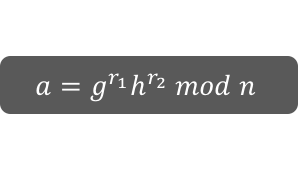 a = g^{r_1} h^{r_2} mod n